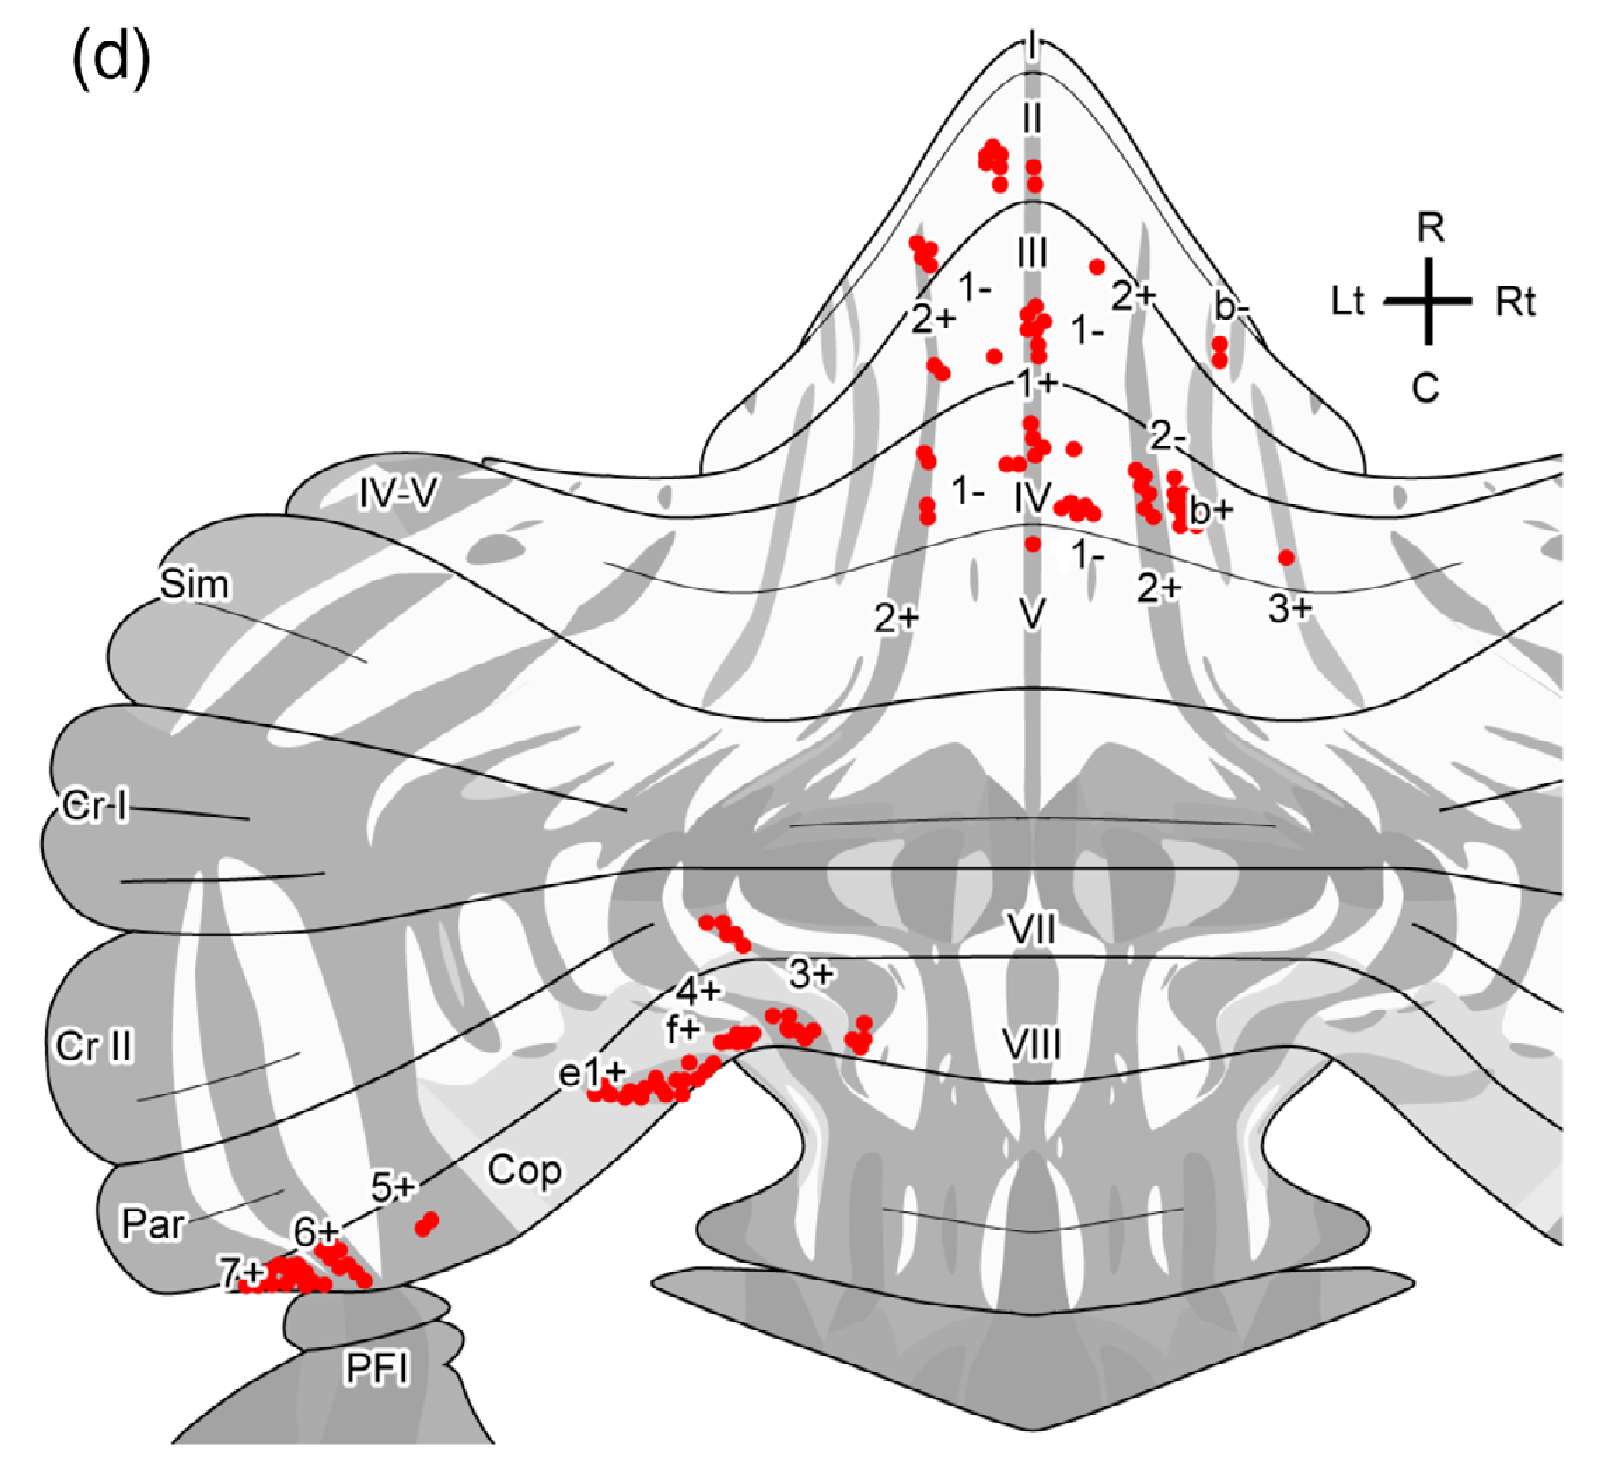 (d)
I
II
R
III
1-
2+
b-
Lt
Rt
2+
1-
1+
C
2-
IV-V
1-
IV
b+
1-
Sim
2+
3+
2+
V
Cr I
VII
3+
4+
f+
Cr II
VIII
e1+
Cop
5+
Par
6+
7+
PFl